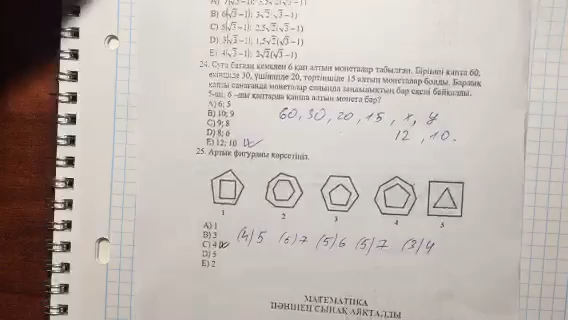 B) 6(√3−1); 3√2(√3−1)
C) 5(√3−1); 2,5√2(√3−1)
D) 3(√3−1); 1,5√2(√3−1)
E) 4(√3−1); 2√2(√3−1)
24. Суға батқан кемеден 6 қап алтын монеталар табылған. Бірінші қапта 60,
екіншіде 30, үшіншіде 20, төртіншіде 15 алтын монеталар болды. Барлық
қапты санағанда монеталар санында заңдылықтың бар екені байқалды.
5-ші, 6-шы қаптарда қанша алтын монета бар?
A) 6; 5
B) 10; 9
C) 9; 8
D) 8; 6
E) 12; 10
60, 30, 20, 15, x, y
12, 10.
25. Артық фигураны көрсетіңіз.
1 2 3 4 5
A) 1
B) 3
C) 4
D) 5
E) 2
(4) 5 (6) 7 (5) 6 (5) 7 (3) 4
МАТЕМАТИКА
ПӘНІНЕН СЫНАҚ АЯҚТАЛДЫ